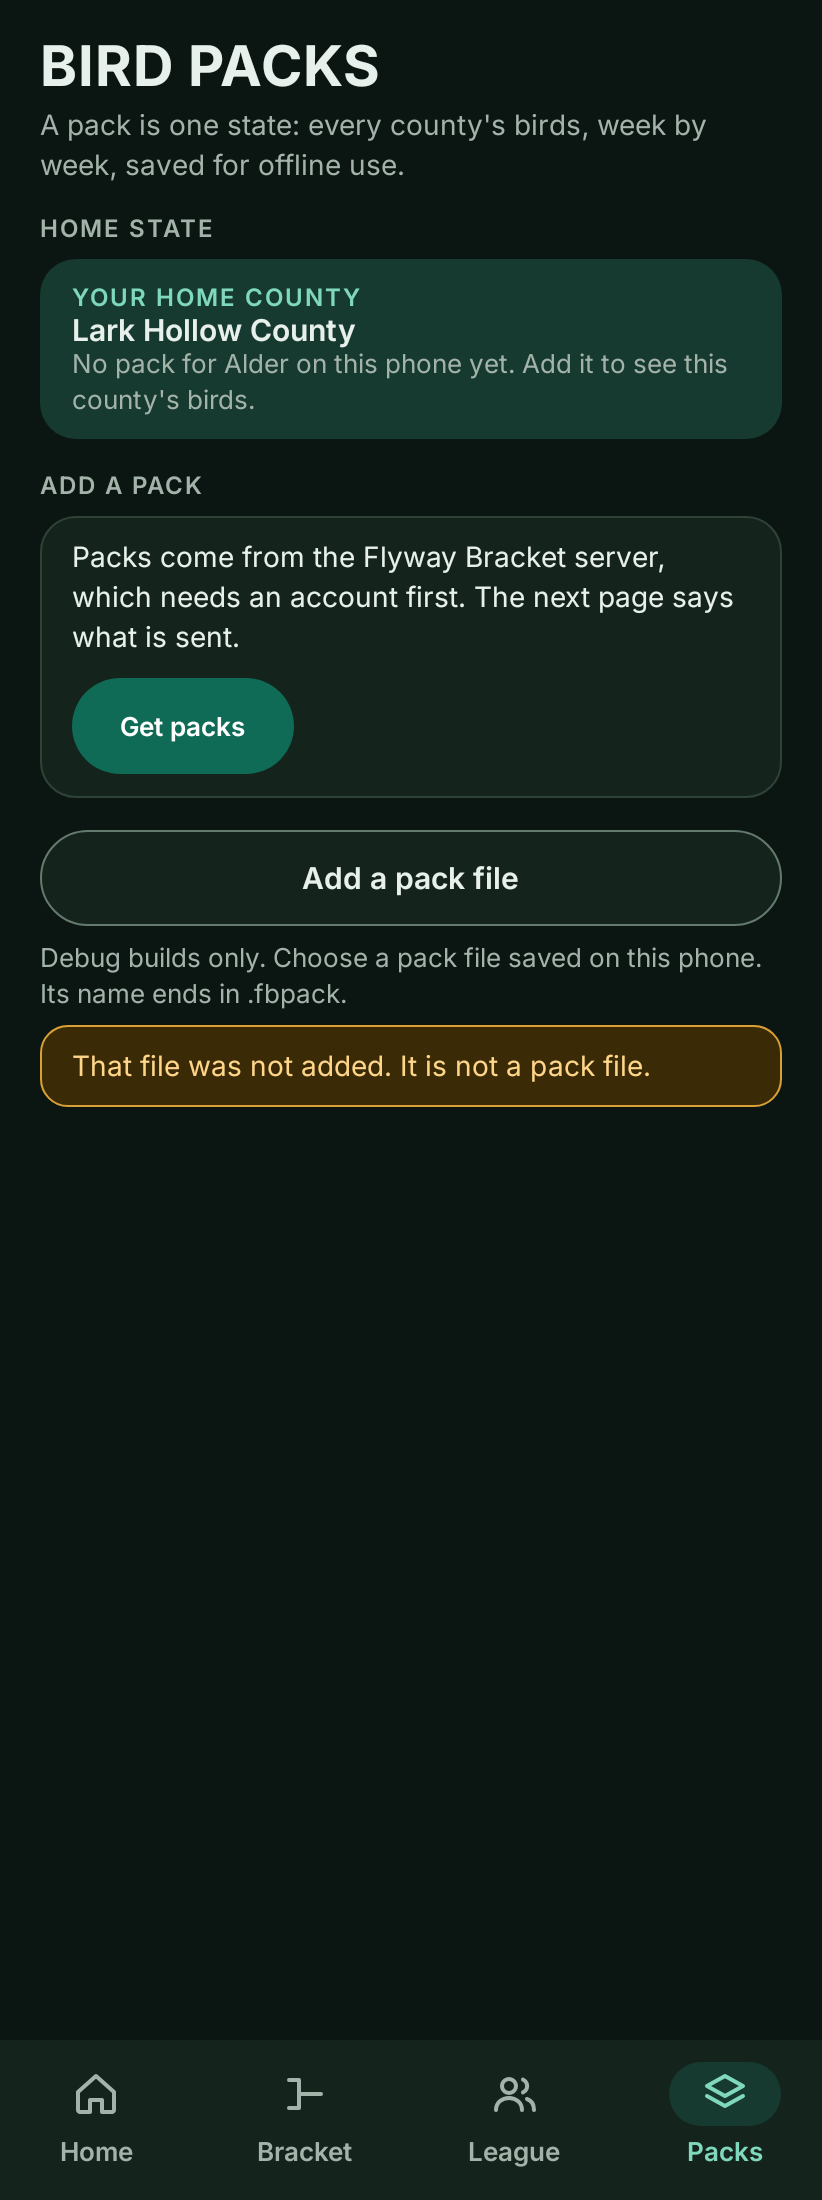 BIRD PACKS
A pack is one state: every county's birds, week by
week, saved for offline use.
HOME STATE
YOUR HOME COUNTY
Lark Hollow County
No pack for Alder on this phone yet. Add it to see this
county's birds.
ADD A PACK
Packs come from the Flyway Bracket server,
which needs an account first. The next page says
what is sent.
Get packs
Add a pack file
Debug builds only. Choose a pack file saved on this phone.
Its name ends in .fbpack.
That file was not added. It is not a pack file.
Home
Bracket
League
Packs